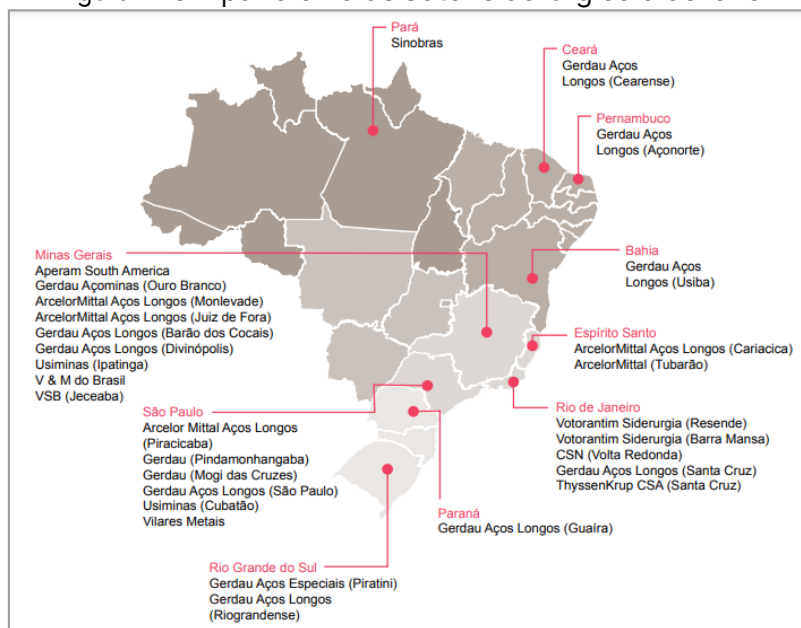 Pará
Sinobras
Ceará
Gerdau Aços
Longos (Cearense)
Pernambuco
Gerdau Aços
Longos (Açonorte)
Minas Gerais
Aperam South America
Gerdau Açominas (Ouro Branco)
ArcelorMittal Aços Longos (Monlevade)
ArcelorMittal Aços Longos (Juiz de Fora)
Gerdau Aços Longos (Barão dos Cocais)
Gerdau Aços Longos (Divinópolis)
Usiminas (Ipatinga)
V & M do Brasil
VSB (Jeceaba)
Bahia
Gerdau Aços
Longos (Usiba)
Espírito Santo
ArcelorMittal Aços Longos (Cariacica)
ArcelorMittal (Tubarão)
São Paulo
Arcelor Mittal Aços Longos
(Piracicaba)
Gerdau (Pindamonhangaba)
Gerdau (Mogi das Cruzes)
Gerdau Aços Longos (São Paulo)
Usiminas (Cubatão)
Vilares Metais
Rio de Janeiro
Votorantim Siderurgia (Resende)
Votorantim Siderurgia (Barra Mansa)
CSN (Volta Redonda)
Gerdau Aços Longos (Santa Cruz)
ThyssenKrup CSA (Santa Cruz)
Paraná
Gerdau Aços Longos (Guaíra)
Rio Grande do Sul
Gerdau Aços Especiais (Piratini)
Gerdau Aços Longos
(Riograndense)